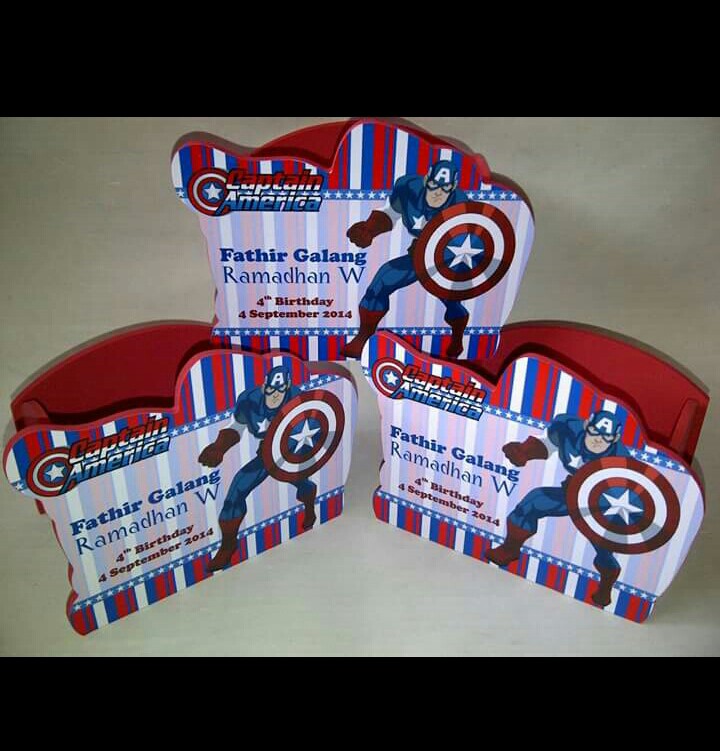 Captain
America
Fathir Galang
Ramadhan W
4th Birthday
4 September 2014
Captain
America
Fathir Galang
Ramadhan W
4th Birthday
4 September 2014
Captain
America
Fathir Galang
Ramadhan W
4th Birthday
4 September 2014